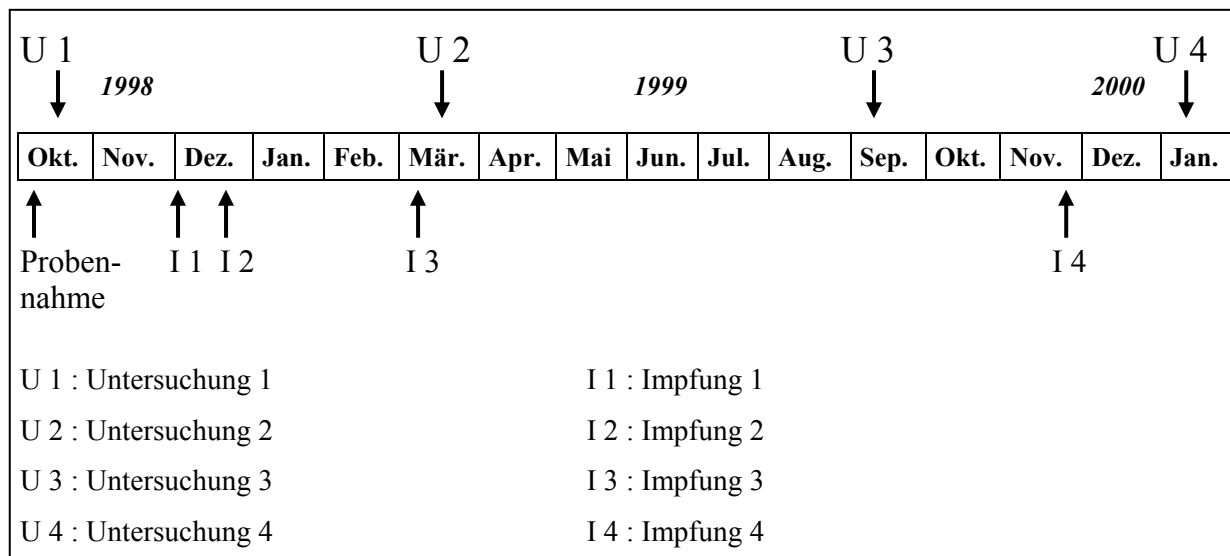 U 1 U 2 U 3 U 4
1998 1999 2000
Okt. Nov. Dez. Jan. Feb. Mär. Apr. Mai Jun. Jul. Aug. Sep. Okt. Nov. Dez. Jan.
Proben- I 1 I 2 I 3 I 4
nahme
U 1 : Untersuchung 1 I 1 : Impfung 1
U 2 : Untersuchung 2 I 2 : Impfung 2
U 3 : Untersuchung 3 I 3 : Impfung 3
U 4 : Untersuchung 4 I 4 : Impfung 4